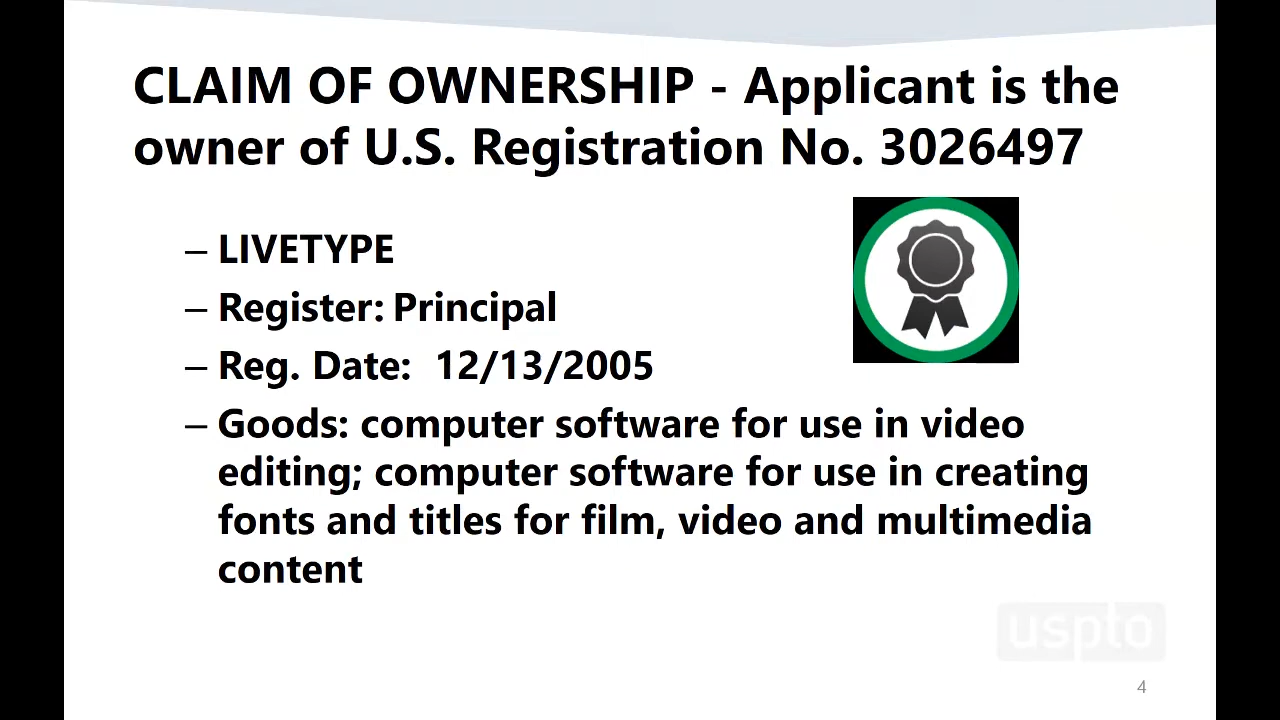 CLAIM OF OWNERSHIP - Applicant is the
owner of U.S. Registration No. 3026497
– LIVETYPE
– Register: Principal
– Reg. Date:  12/13/2005
– Goods: computer software for use in video
editing; computer software for use in creating
fonts and titles for film, video and multimedia
content
uspto
4